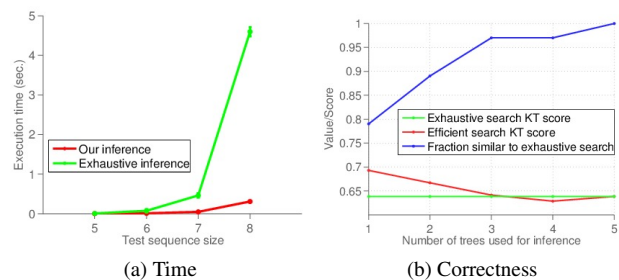 5
4
3
2
1
0
Execution time (sec.)
Our inference
Exhaustive inference
5 6 7 8
Test sequence size
(a) Time
1
0.95
0.9
0.85
0.8
0.75
0.7
0.65
Value/Score
Exhaustive search KT score
Efficient search KT score
Fraction similar to exhaustive search
1 2 3 4 5
Number of trees used for inference
(b) Correctness